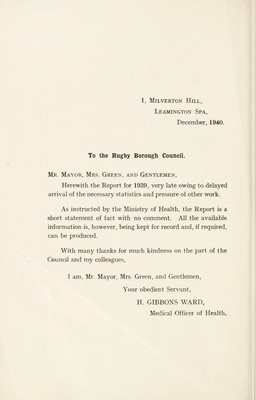 1, Milverton Hill,
Leamington Spa,
December, 1940.
To the Rugby Borough Council.
Mr. Mayor, Mrs. Green, and Gentlemen,
Herewith the Report for 1939, very late owing to delayed
arrival of the necessary statistics and pressure of other work.
As instructed by the Ministry of Health, the Report is a
short statement of fact with no comment. All the available
information is, however, being kept for record and, if required,
can be produced.
With many thanks for much kindness on the part of the
Council and my colleagues,
I am, Mr. Mayor, Mrs. Green, and Gentlemen,
Your obedient Servant,
H. GIBBONS WARD,
Medical Officer of Health.